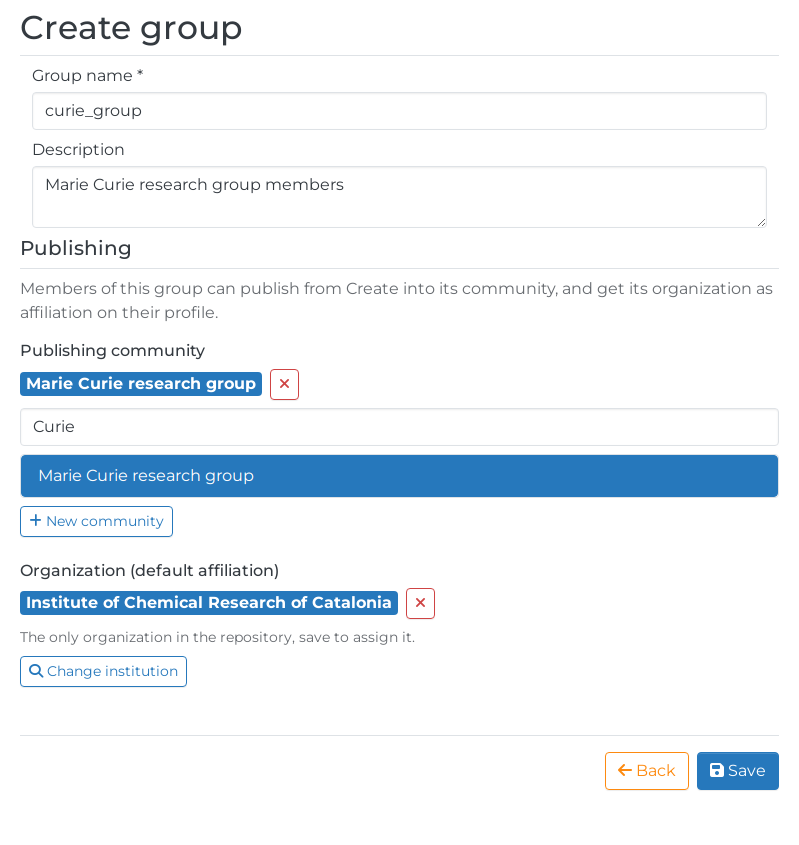 Create group
Group name *
curie_group
Description
Marie Curie research group members
Publishing
Members of this group can publish from Create into its community, and get its organization as
affiliation on their profile.
Publishing community
Marie Curie research group
Curie
Marie Curie research group
New community
Organization (default affiliation)
Institute of Chemical Research of Catalonia
The only organization in the repository, save to assign it.
Change institution
Back Save